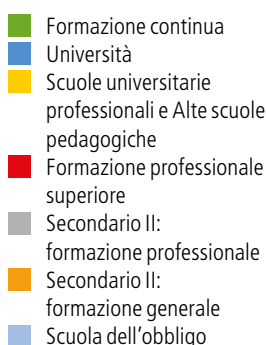 Formazione continua
Università
Scuole universitarie
professionali e Alte scuole
pedagogiche
Formazione professionale
superiore
Secondario II:
formazione professionale
Secondario II:
formazione generale
Scuola dell'obbligo